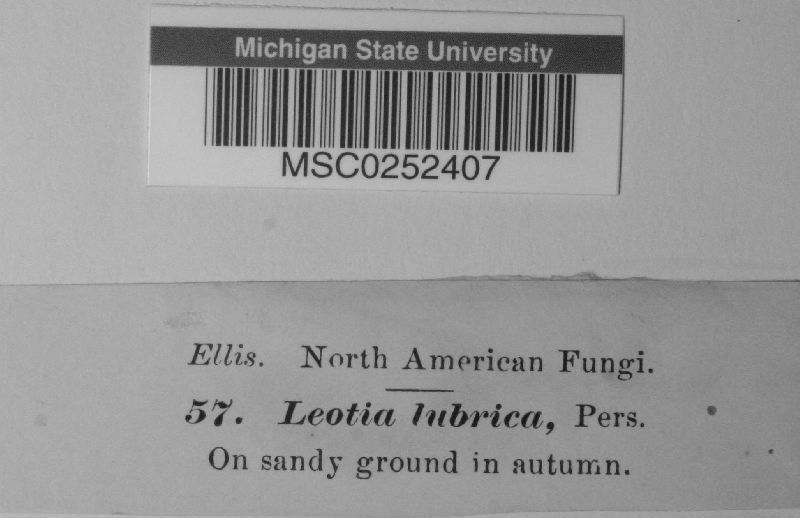 Michigan State University
MSC0252407
Ellis. North American Fungi.
57. Leotia lubrica, Pers.
On sandy ground in autumn.